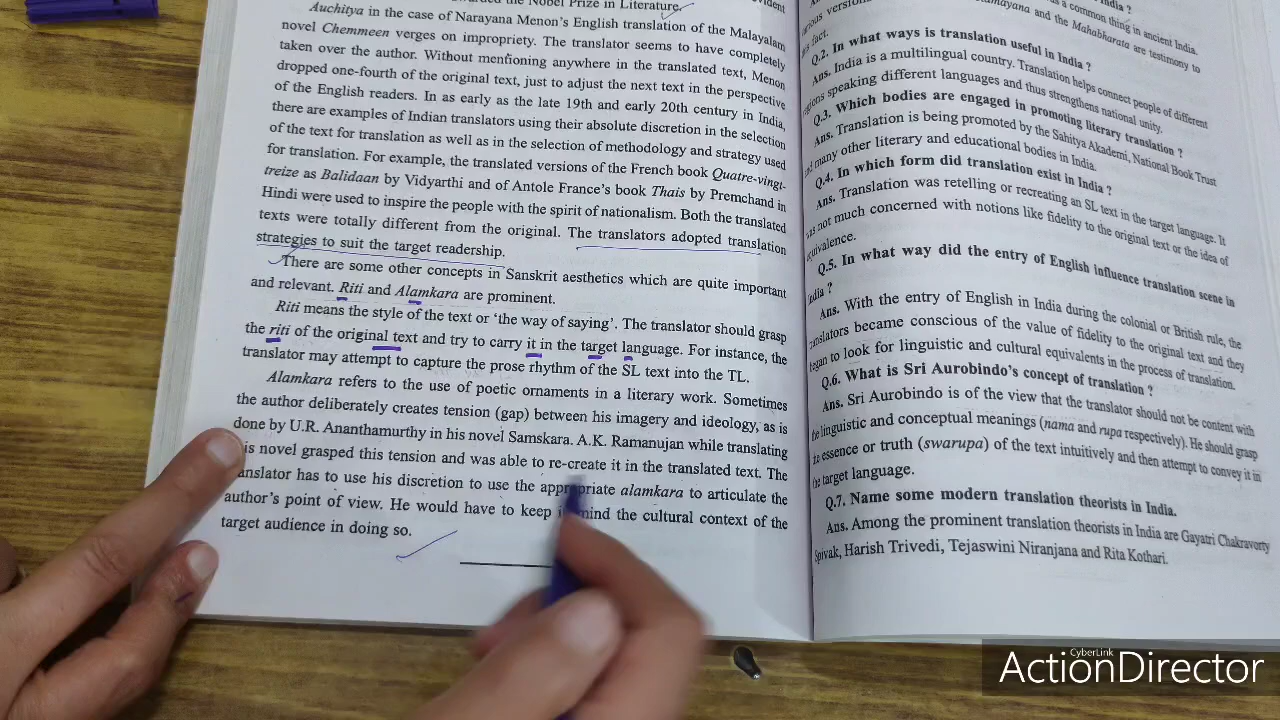 the Nobel Prize in Literature.
evident
Auchitya in the case of Narayana Menon's English translation of the Malayalam
novel Chemmeen verges on impropriety. The translator seems to have completely
taken over the author. Without mentioning anywhere in the translated text, Menon
dropped one-fourth of the original text, just to adjust the next text in the perspective
of the English readers. In as early as the late 19th and early 20th century in India,
there are examples of Indian translators using their absolute discretion in the selection
of the text for translation as well as in the selection of methodology and strategy used
for translation. For example, the translated versions of the French book Quatre-vingt-
treize as Balidaan by Vidyarthi and of Antole France's book Thais by Premchand in
Hindi were used to inspire the people with the spirit of nationalism. Both the translated
texts were totally different from the original. The translators adopted translation
strategies to suit the target readership.
There are some other concepts in Sanskrit aesthetics which are quite important
and relevant. Riti and Alamkara are prominent.
Riti means the style of the text or 'the way of saying'. The translator should grasp
the riti of the original text and try to carry it in the target language. For instance, the
translator may attempt to capture the prose rhythm of the SL text into the TL.
Alamkara refers to the use of poetic ornaments in a literary work. Sometimes
the author deliberately creates tension (gap) between his imagery and ideology, as is
done by U.R. Ananthamurthy in his novel Samskara. A.K. Ramanujan while translating
is novel grasped this tension and was able to re-create it in the translated text. The
anslator has to use his discretion to use the appropriate alamkara to articulate the
author's point of view. He would have to keep mind the cultural context of the
target audience in doing so.
a common thing in ancient India.
and the Mahabharata are testimony to
fact.
Q.2. In what ways is translation useful in India ?
Ans. India is a multilingual country. Translation helps connect people of different
speaking different languages and thus strengthens national unity.
Q.3. Which bodies are engaged in promoting literary translation ?
Ans. Translation is being promoted by the Sahitya Akademi, National Book Trust
many other literary and educational bodies in India.
Q.4. In which form did translation exist in India ?
Ans. Translation was retelling or recreating an SL text in the target language. It
not much concerned with notions like fidelity to the original text or the idea of
equivalence.
Q.5. In what way did the entry of English influence translation scene in
India ?
Ans. With the entry of English in India during the colonial or British rule, the
translators became conscious of the value of fidelity to the original text and they
began to look for linguistic and cultural equivalents in the process of translation.
Q.6. What is Sri Aurobindo's concept of translation ?
Ans. Sri Aurobindo is of the view that the translator should not be content with
the linguistic and conceptual meanings (nama and rupa respectively). He should grasp
essence or truth (swarupa) of the text intuitively and then attempt to convey it in
the target language.
Q.7. Name some modern translation theorists in India.
Ans. Among the prominent translation theorists in India are Gayatri Chakravorty
Spivak, Harish Trivedi, Tejaswini Niranjana and Rita Kothari.
CyberLink
ActionDirector